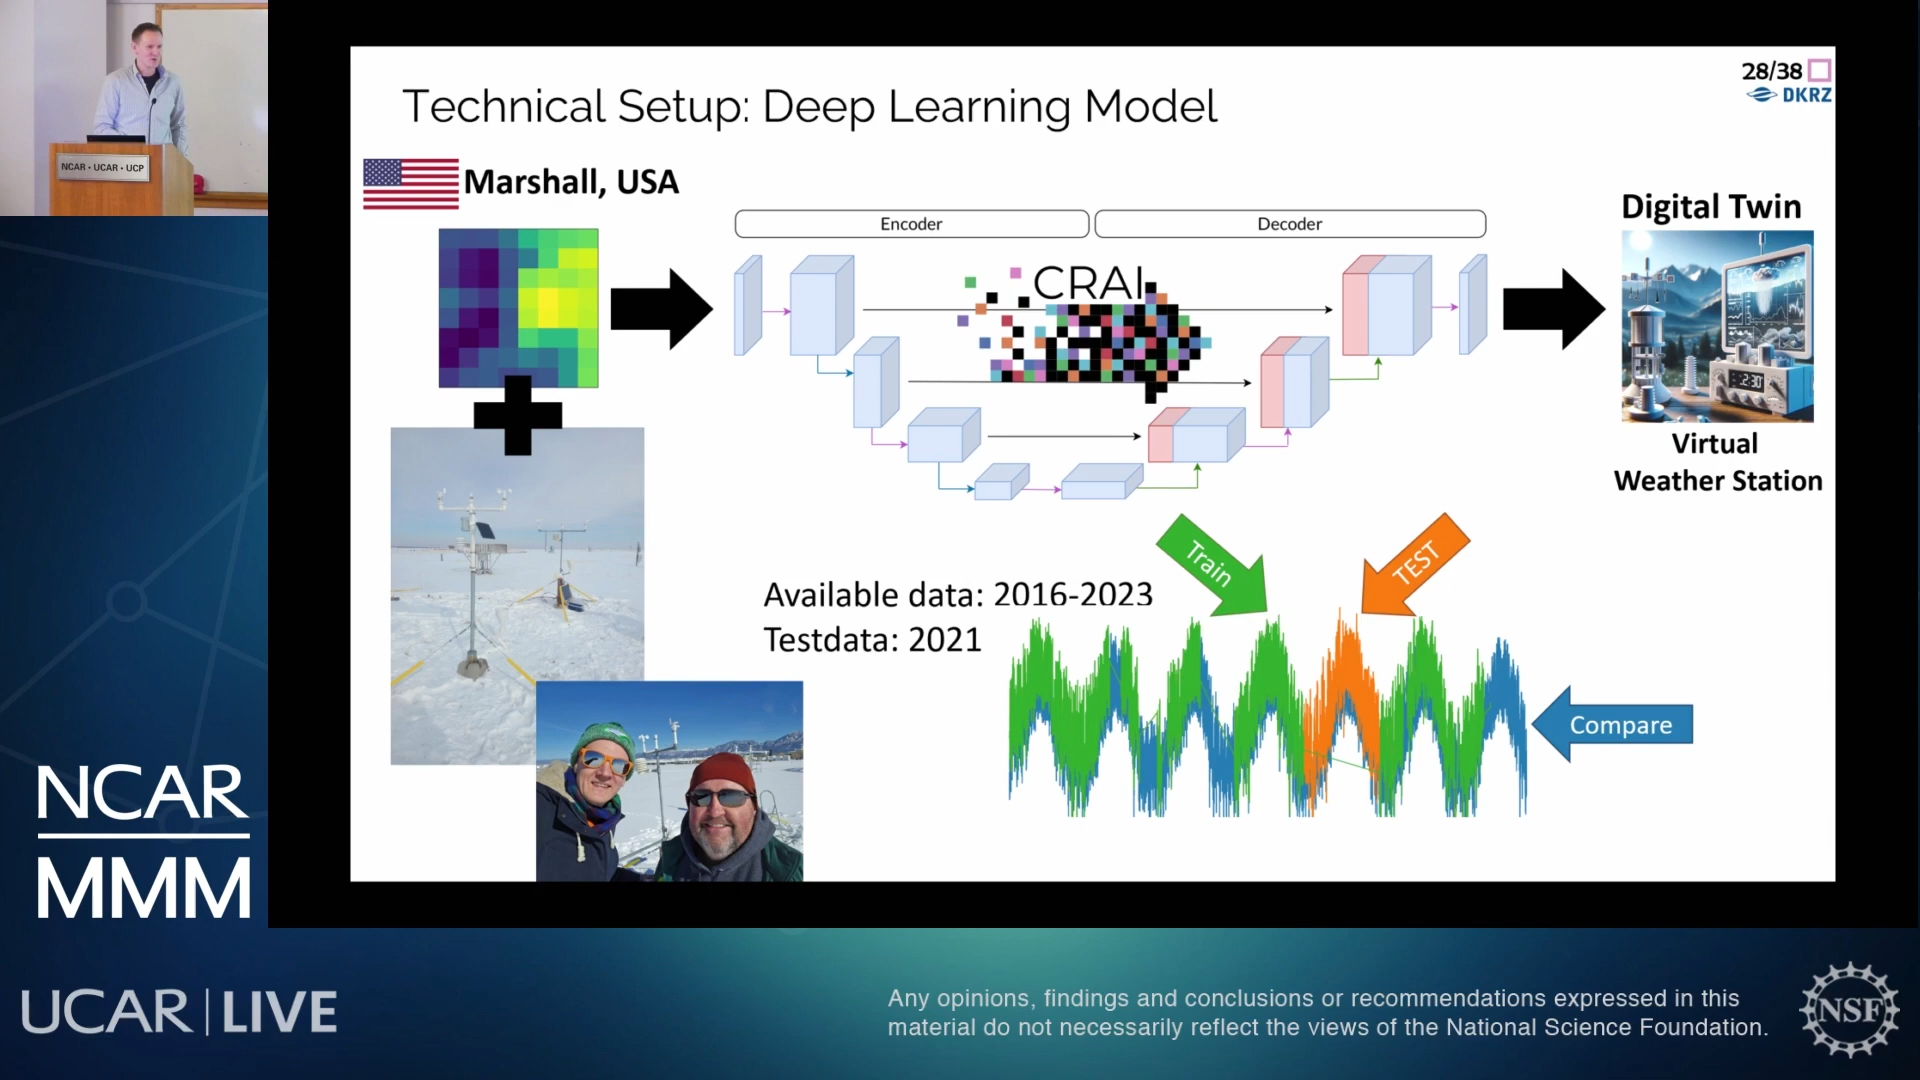 NCAR • UCAR • UCP
28/38
DKRZ
Technical Setup: Deep Learning Model
Marshall, USA
Encoder
Decoder
CRAI
Digital Twin
2:30
Virtual
Weather Station
Train
TEST
Available data: 2016-2023
Testdata: 2021
Compare
NCAR
MMM
UCAR | LIVE
Any opinions, findings and conclusions or recommendations expressed in this
material do not necessarily reflect the views of the National Science Foundation.
NSF